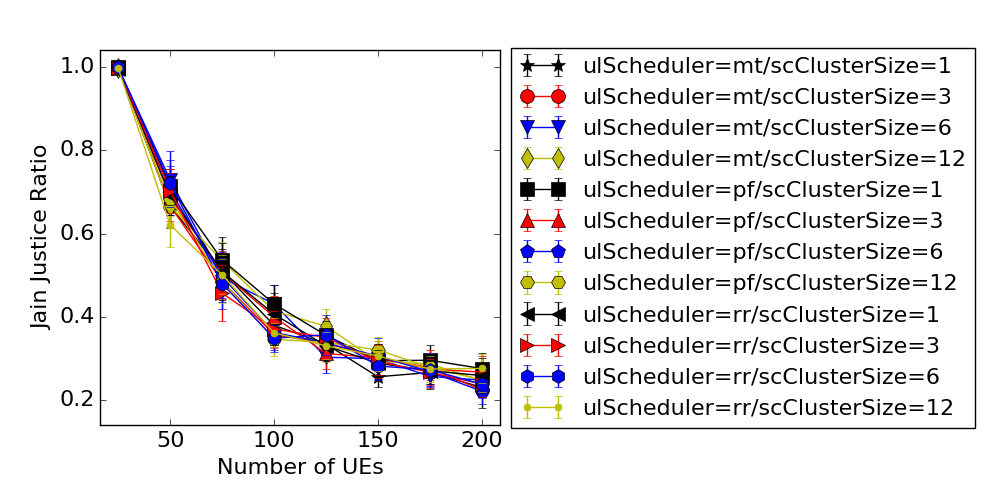 1.0
0.8
0.6
0.4
0.2
Jain Justice Ratio
50 100 150 200
Number of UEs
ulScheduler=mt/scClusterSize=1
ulScheduler=mt/scClusterSize=3
ulScheduler=mt/scClusterSize=6
ulScheduler=mt/scClusterSize=12
ulScheduler=pf/scClusterSize=1
ulScheduler=pf/scClusterSize=3
ulScheduler=pf/scClusterSize=6
ulScheduler=pf/scClusterSize=12
ulScheduler=rr/scClusterSize=1
ulScheduler=rr/scClusterSize=3
ulScheduler=rr/scClusterSize=6
ulScheduler=rr/scClusterSize=12